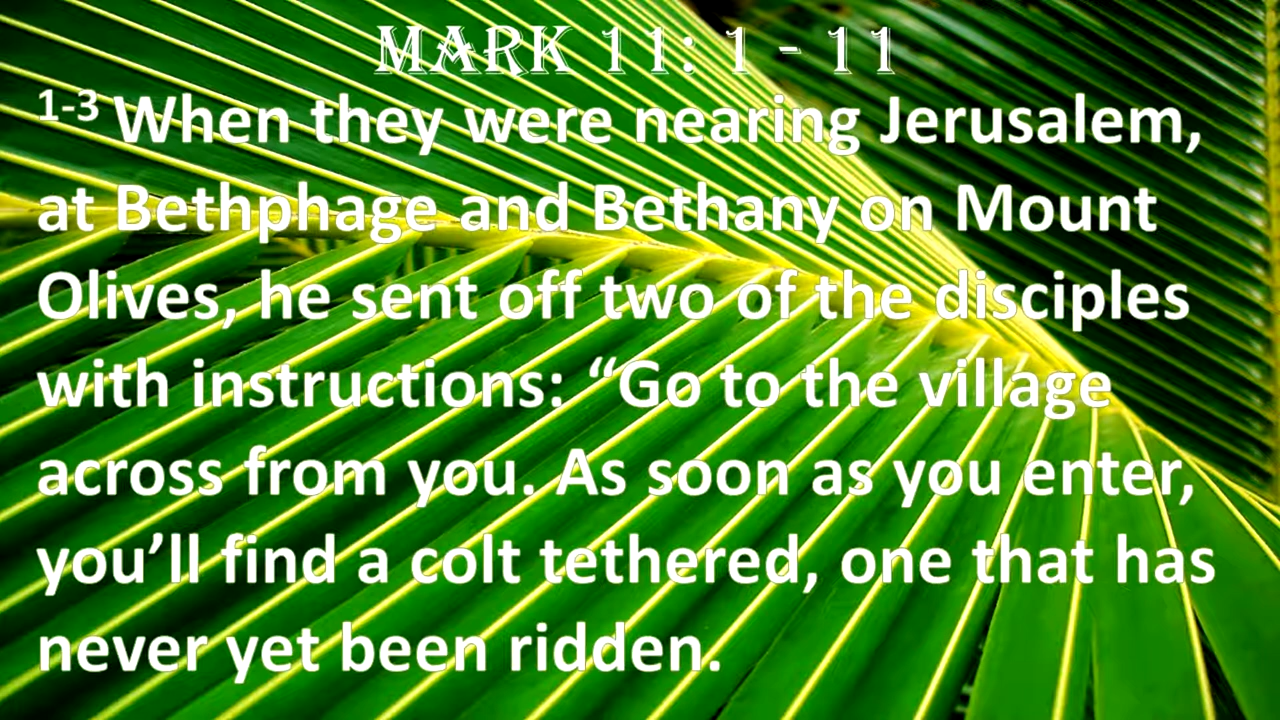 MARK 11: 1 - 11
1-3 When they were nearing Jerusalem,
at Bethphage and Bethany on Mount
Olives, he sent off two of the disciples
with instructions: “Go to the village
across from you. As soon as you enter,
you’ll find a colt tethered, one that has
never yet been ridden.